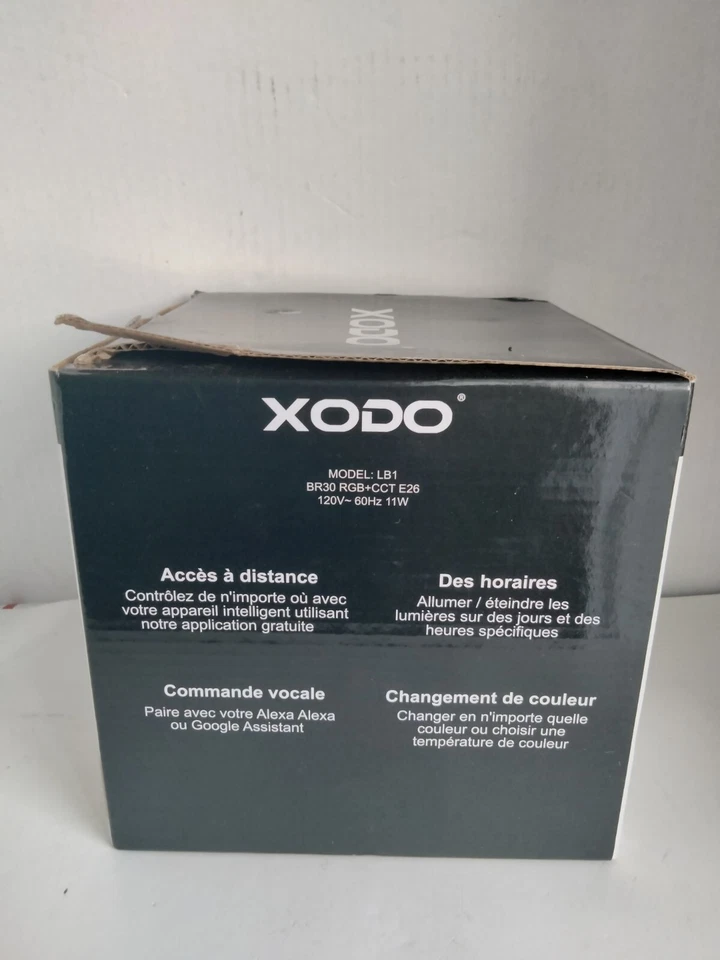 XODO
XODO®
MODEL: LB1
BR30 RGB+CCT E26
120V~ 60Hz 11W
Accès à distance
Contrôlez de n'importe où avec
votre appareil intelligent utilisant
notre application gratuite
Des horaires
Allumer / éteindre les
lumières sur des jours et des
heures spécifiques
Commande vocale
Paire avec votre Alexa Alexa
ou Google Assistant
Changement de couleur
Changer en n'importe quelle
couleur ou choisir une
température de couleur